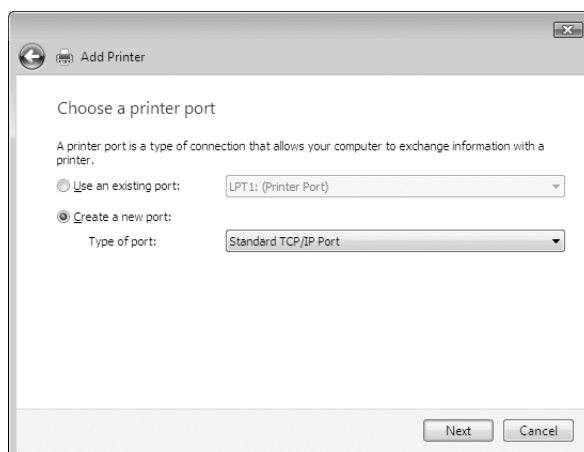 Add Printer
Choose a printer port
A printer port is a type of connection that allows your computer to exchange information with a
printer.
Use an existing port: LPT1: (Printer Port)
Create a new port:
Type of port: Standard TCP/IP Port
Next Cancel